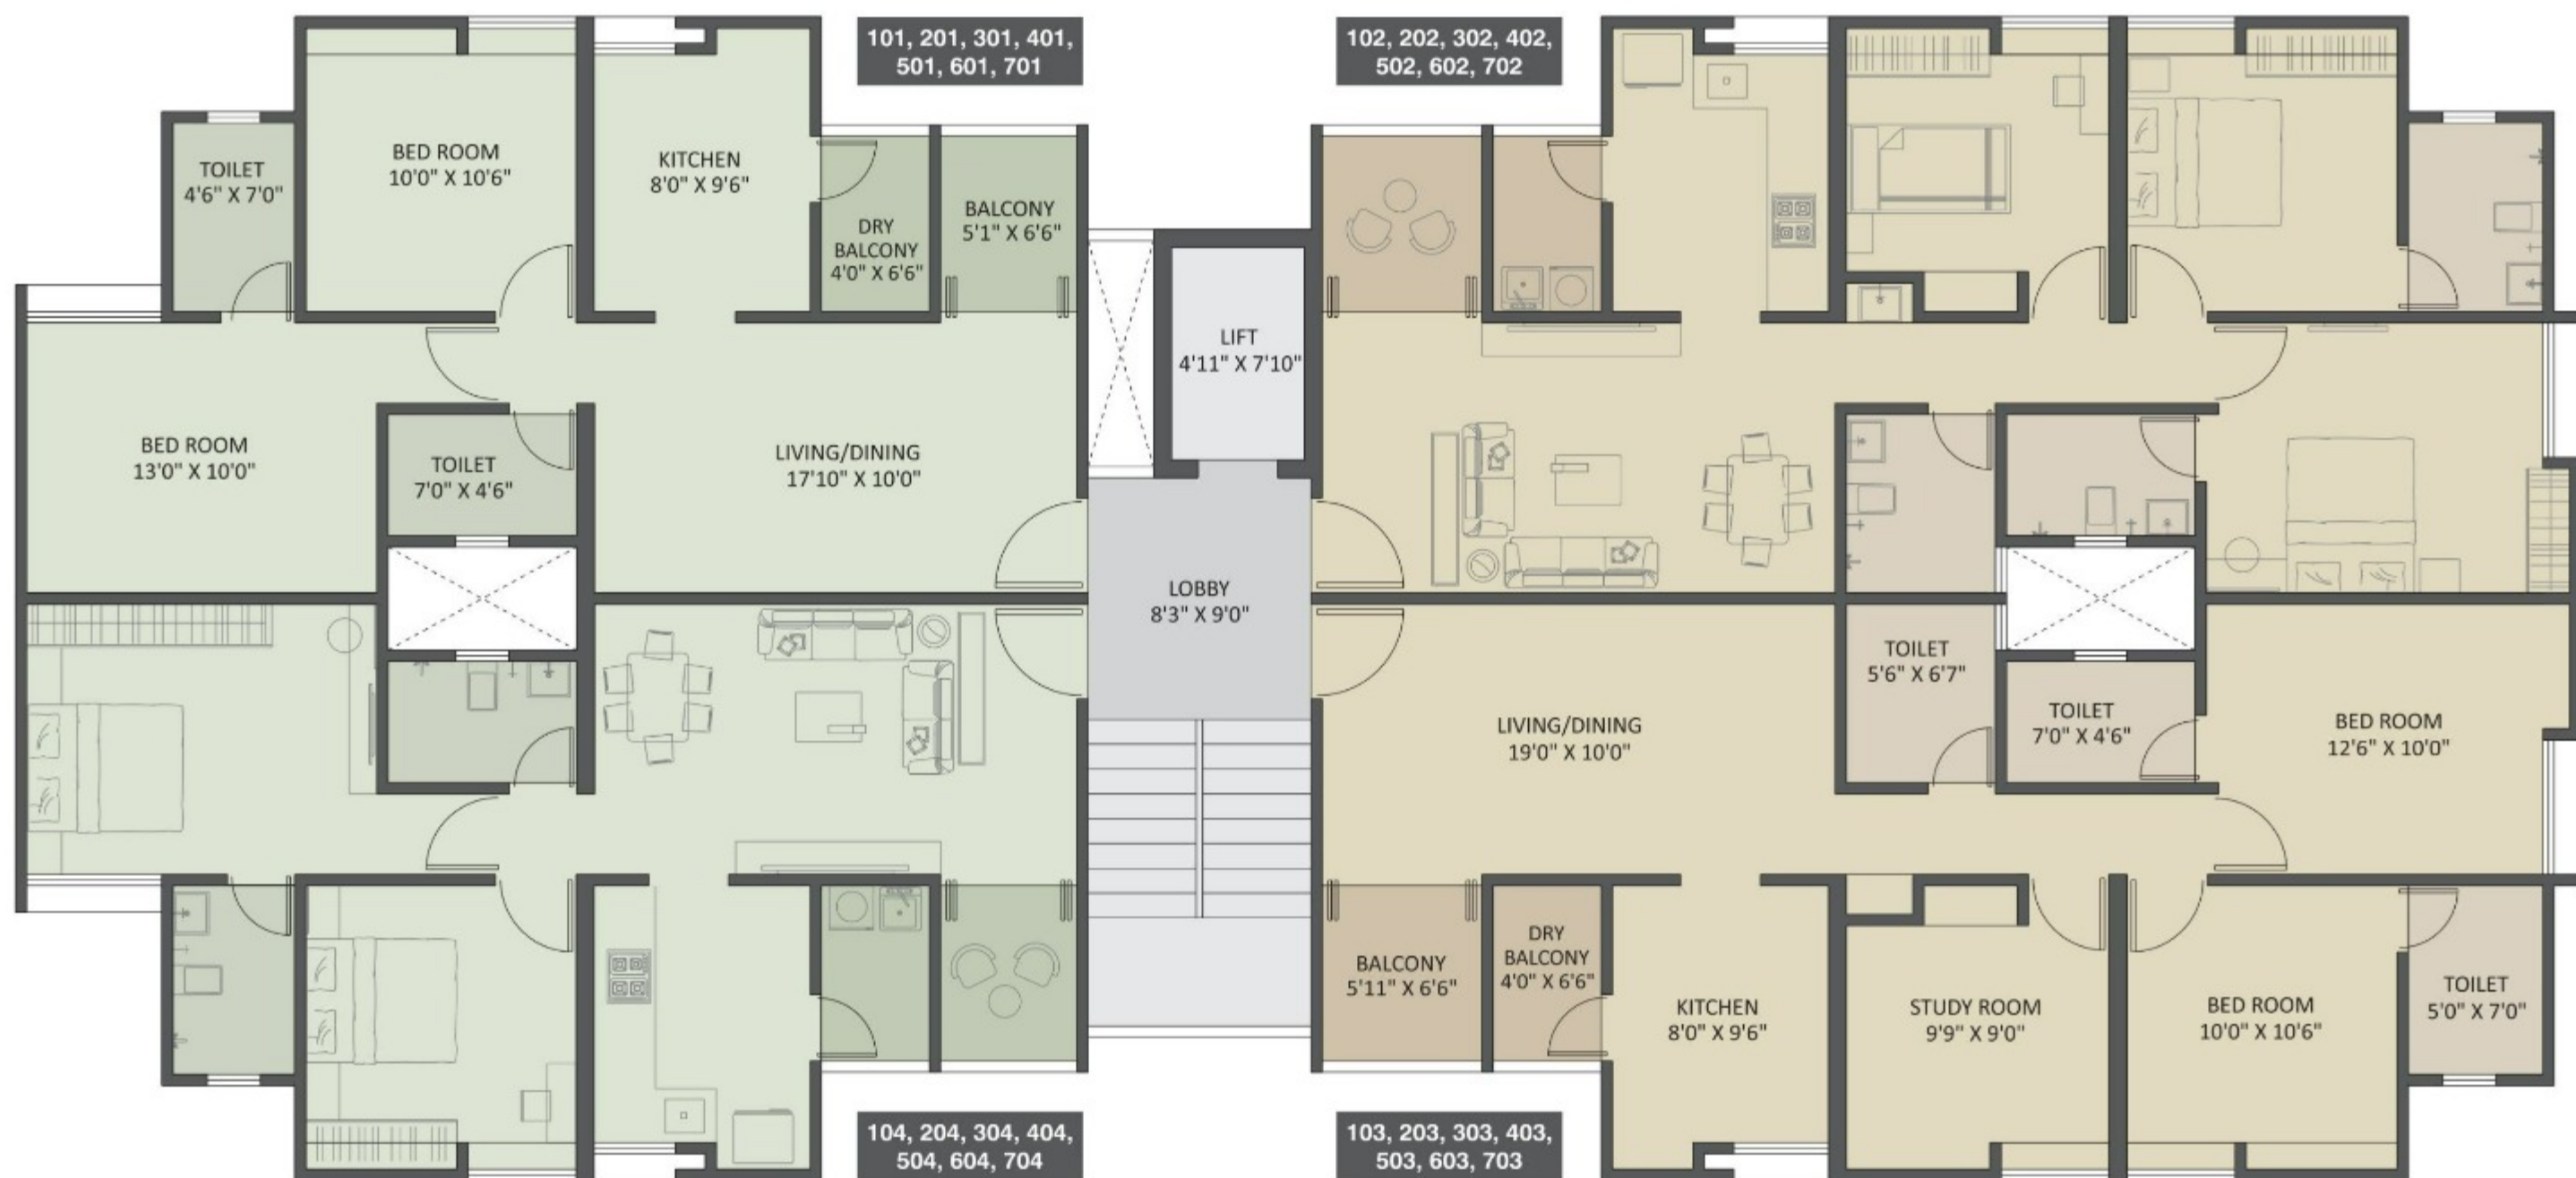 101, 201, 301, 401,
501, 601, 701
102, 202, 302, 402,
502, 602, 702
TOILET
4'6" X 7'0"
BED ROOM
10'0" X 10'6"
KITCHEN
8'0" X 9'6"
DRY
BALCONY
4'0" X 6'6"
BALCONY
5'1" X 6'6"
LIFT
4'11" X 7'10"
BED ROOM
13'0" X 10'0"
TOILET
7'0" X 4'6"
LIVING/DINING
17'10" X 10'0"
LOBBY
8'3" X 9'0"
LIVING/DINING
19'0" X 10'0"
TOILET
5'6" X 6'7"
TOILET
7'0" X 4'6"
BED ROOM
12'6" X 10'0"
BALCONY
5'11" X 6'6"
DRY
BALCONY
4'0" X 6'6"
KITCHEN
8'0" X 9'6"
STUDY ROOM
9'9" X 9'0"
BED ROOM
10'0" X 10'6"
TOILET
5'0" X 7'0"
104, 204, 304, 404,
504, 604, 704
103, 203, 303, 403,
503, 603, 703